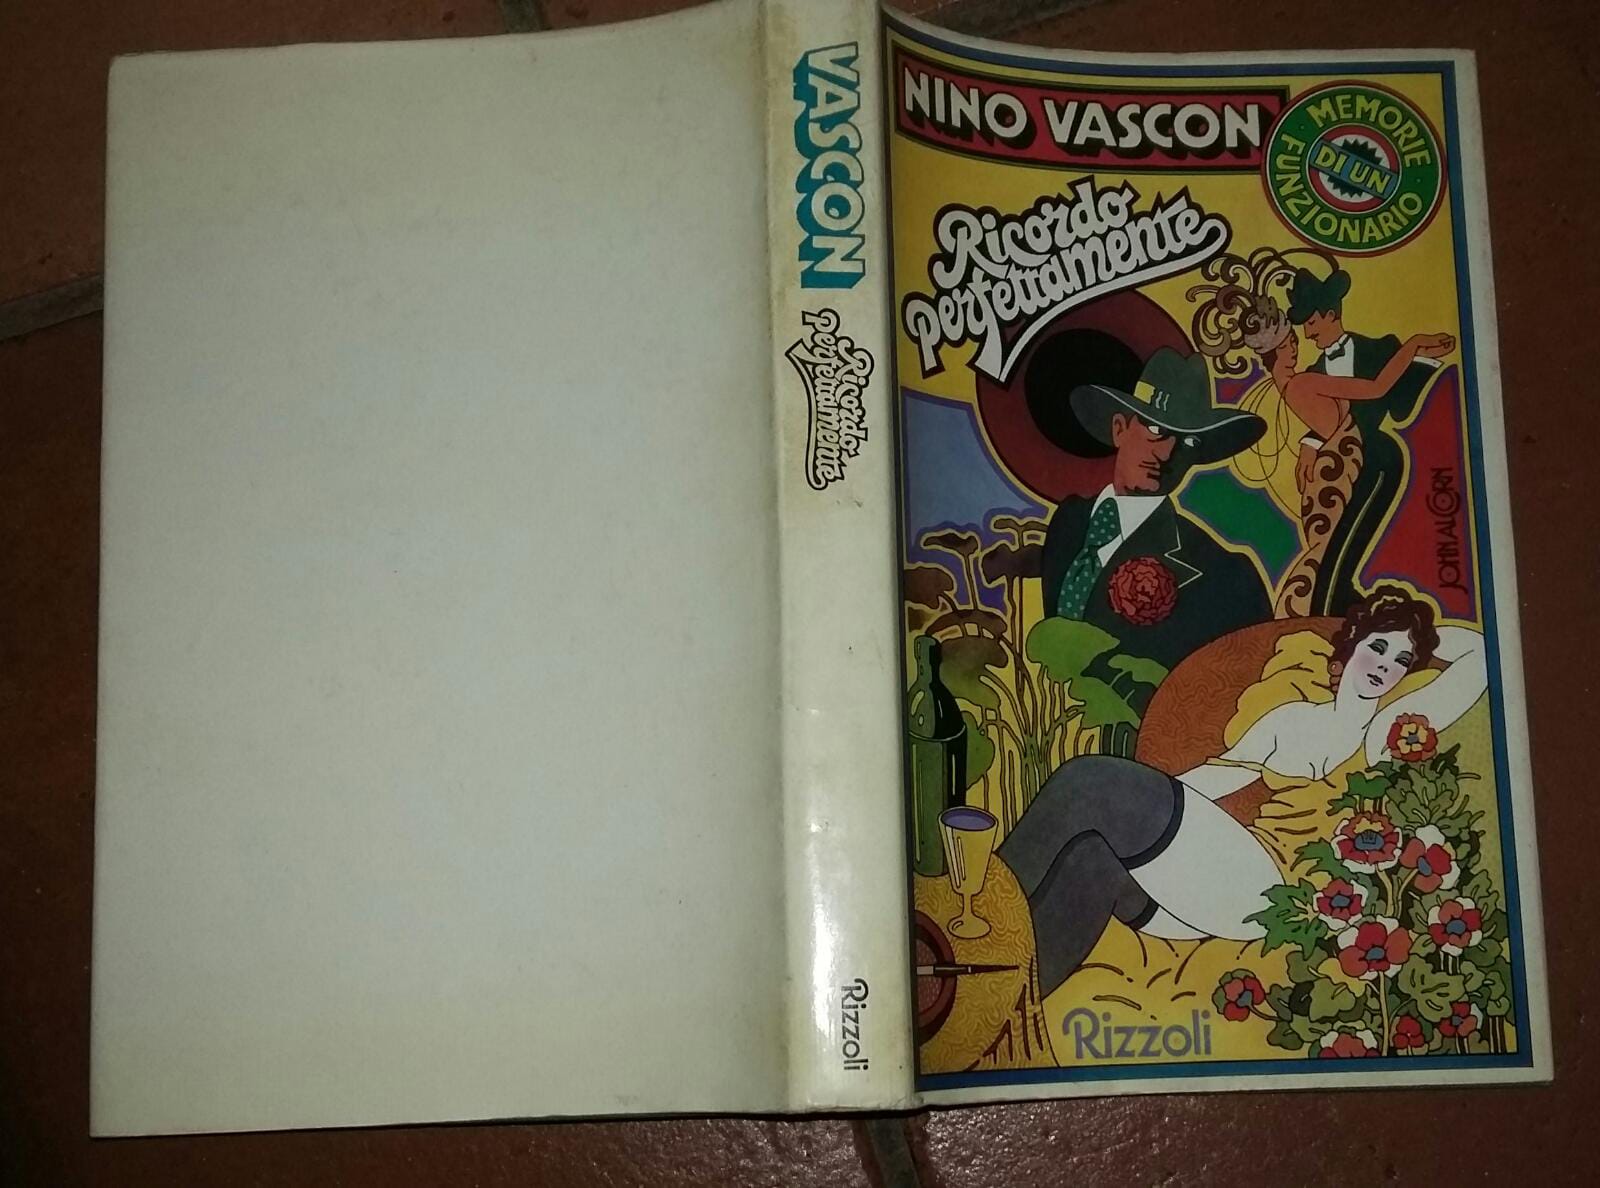 VASCON
Ricordo
perfettamente
Rizzoli
NINO VASCON
MEMORIE
DI UN
FUNZIONARIO
Ricordo
perfettamente
JOHN ALCORN
Rizzoli